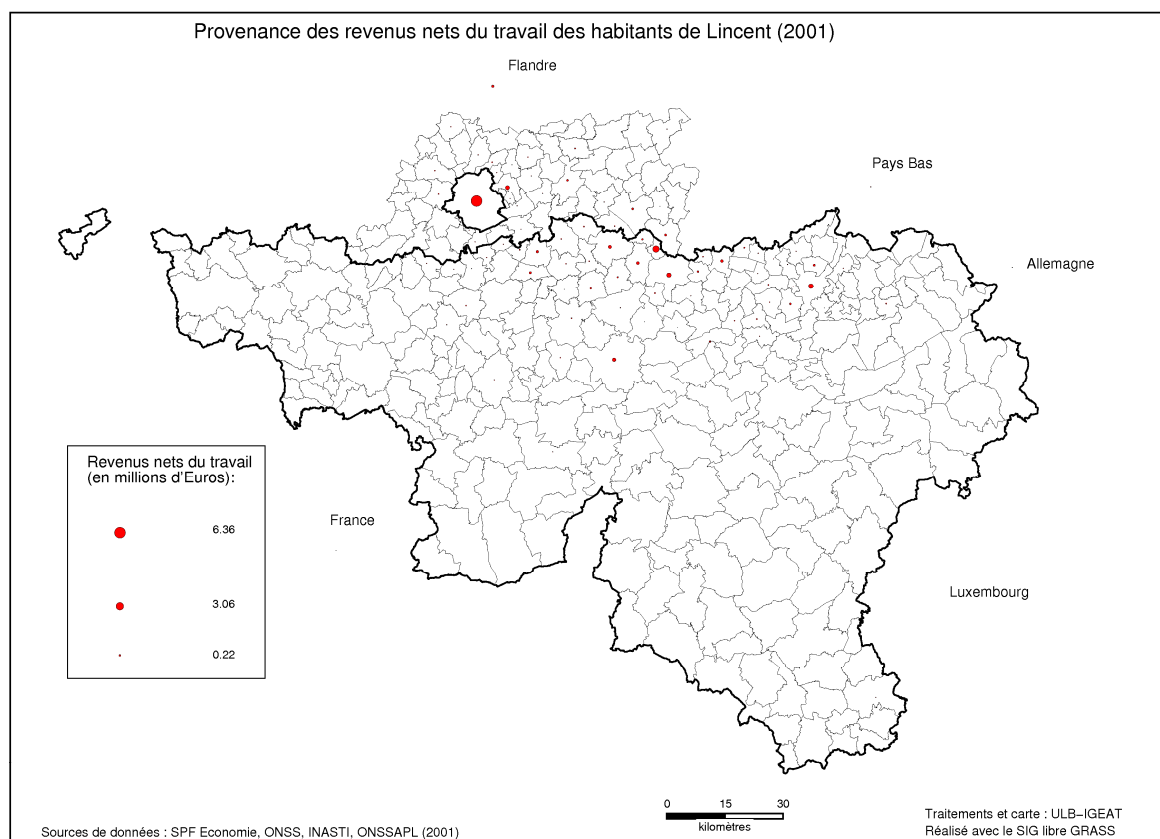 Provenance des revenus nets du travail des habitants de Lincent (2001)
Flandre
Pays Bas
Allemagne
Revenus nets du travail
(en millions d'Euros):
6.36
3.06
0.22
France
Luxembourg
0 15 30
kilomètres
Sources de données : SPF Economie, ONSS, INASTI, ONSSAPL (2001)
Traitements et carte : ULB-IGEAT
Réalisé avec le SIG libre GRASS